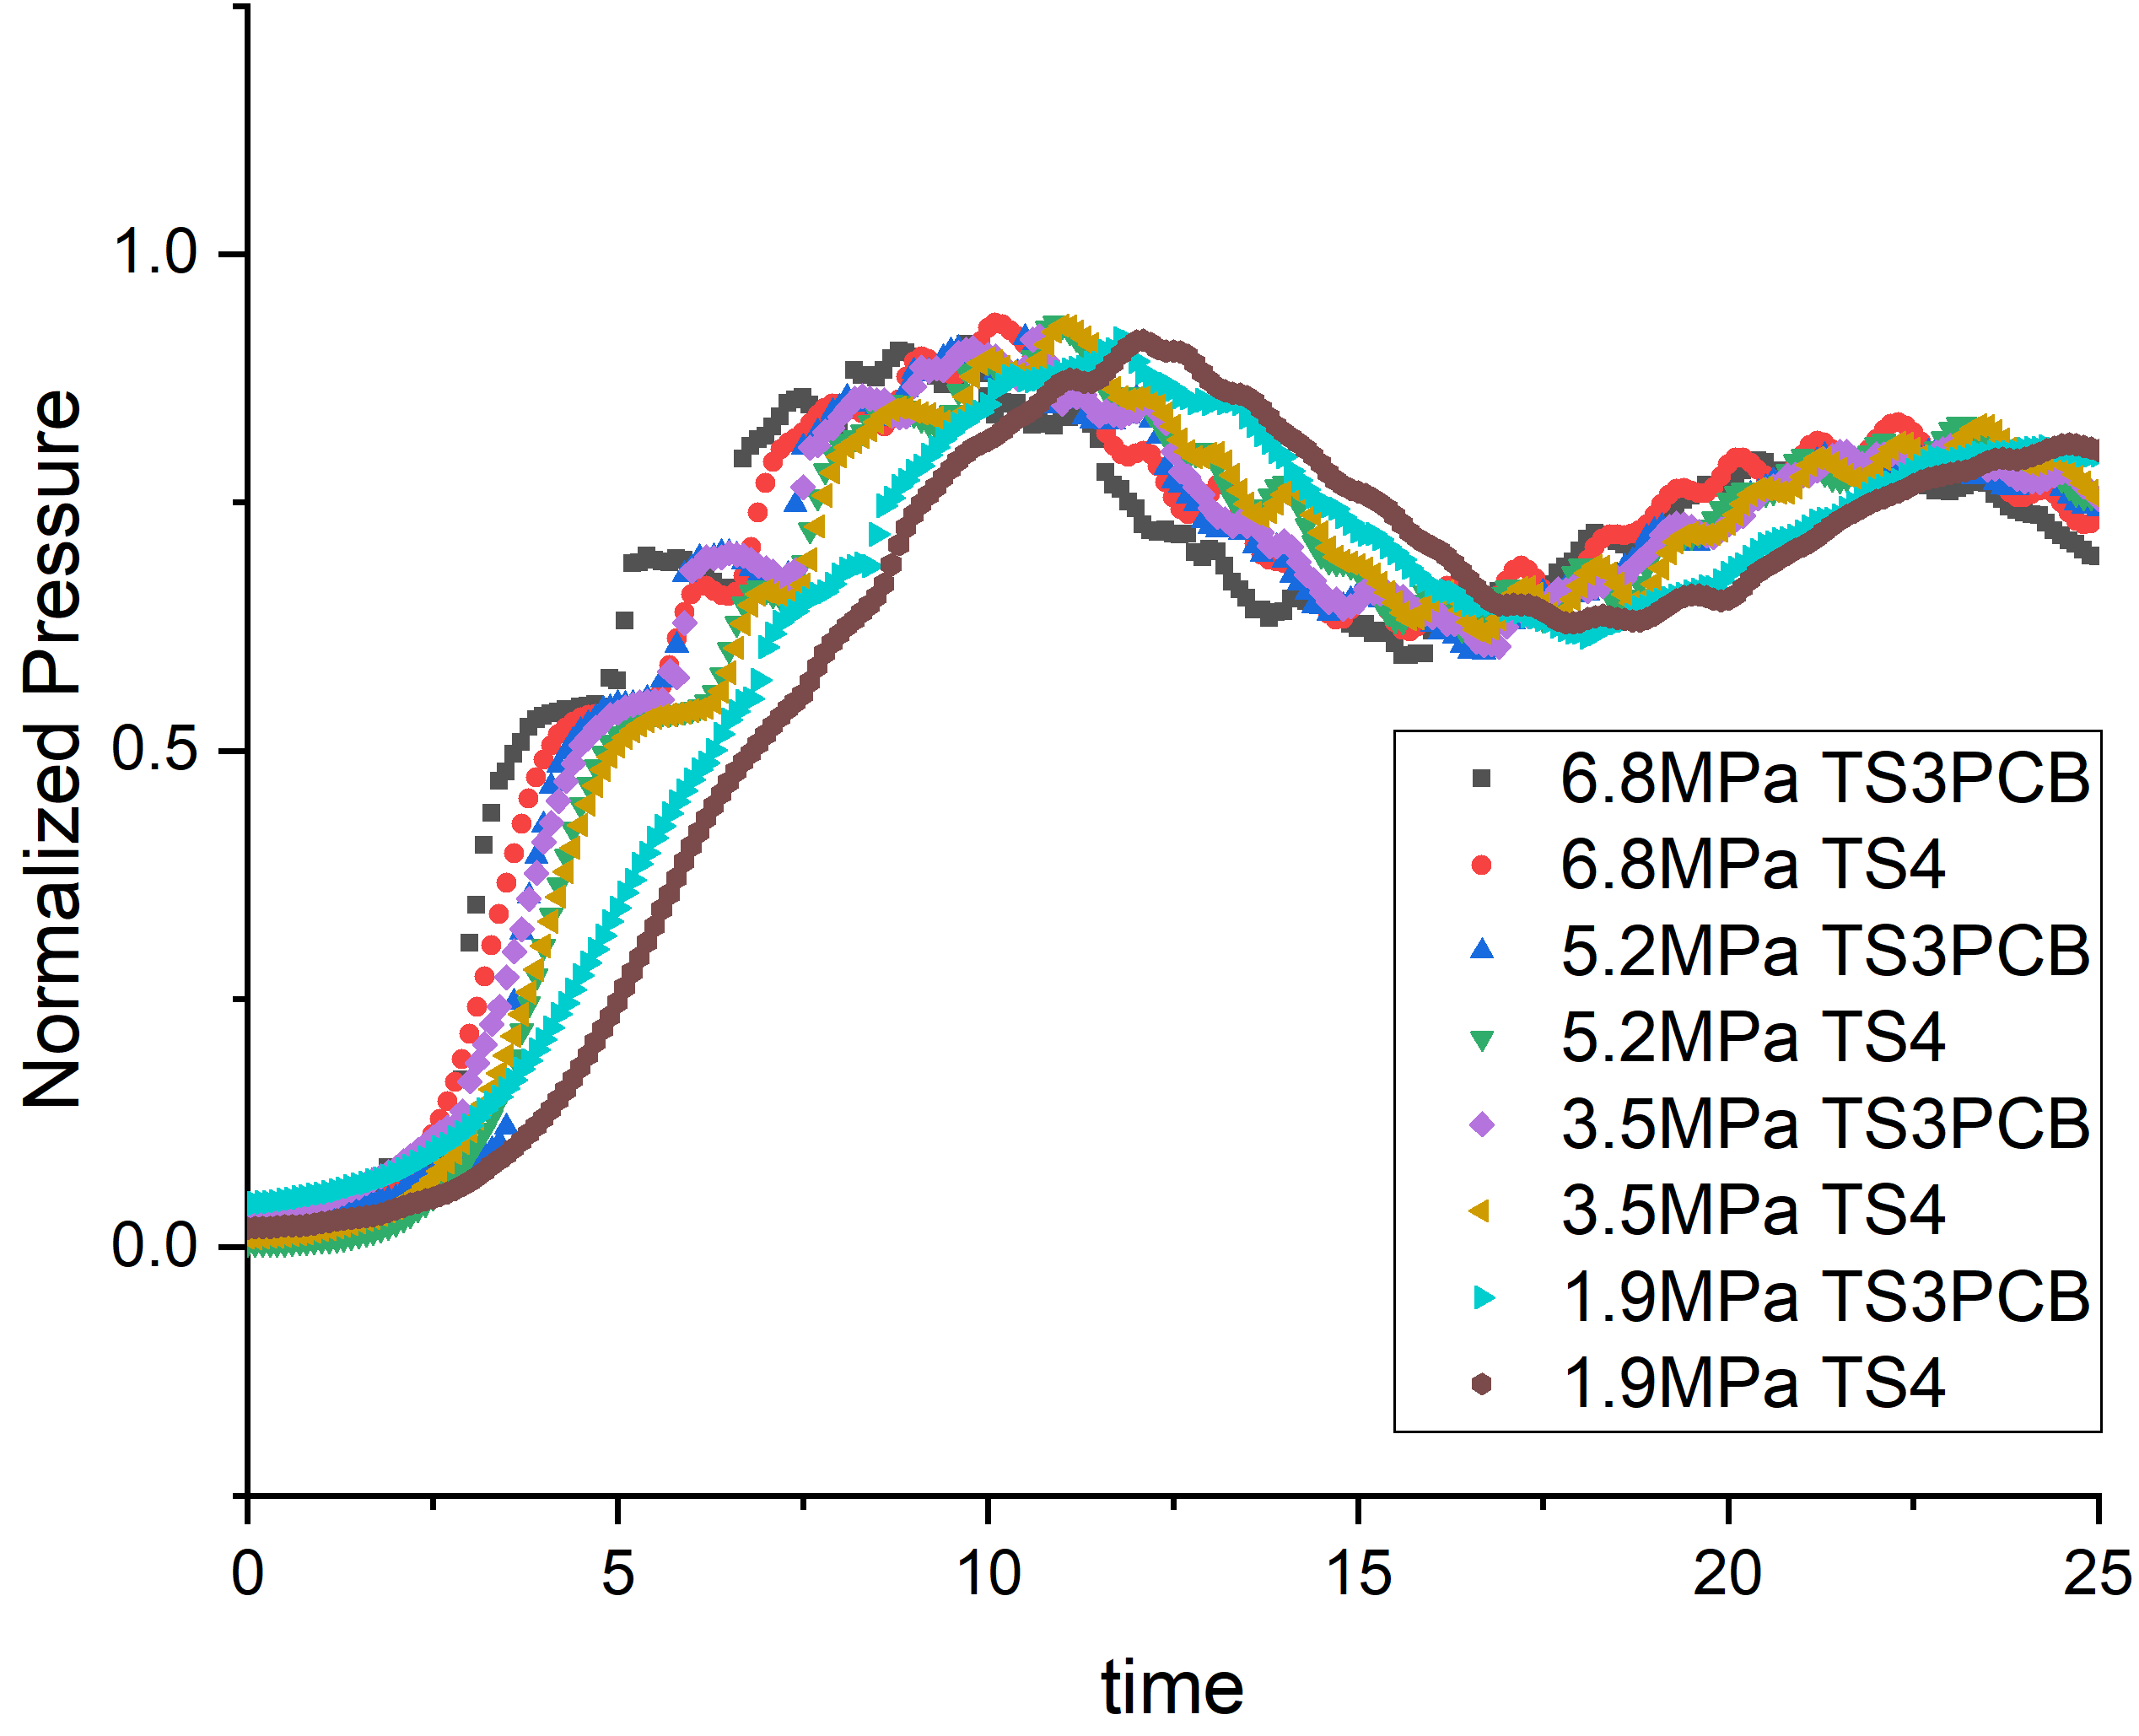 Normalized Pressure
1.0
0.5
0.0
6.8MPa TS3PCB
6.8MPa TS4
5.2MPa TS3PCB
5.2MPa TS4
3.5MPa TS3PCB
3.5MPa TS4
1.9MPa TS3PCB
1.9MPa TS4
0 5 10 15 20 25
time